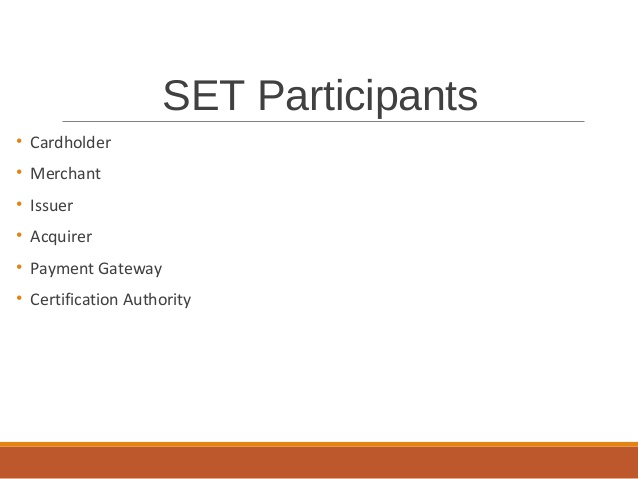 SET Participants
• Cardholder
• Merchant
• Issuer
• Acquirer
• Payment Gateway
• Certification Authority